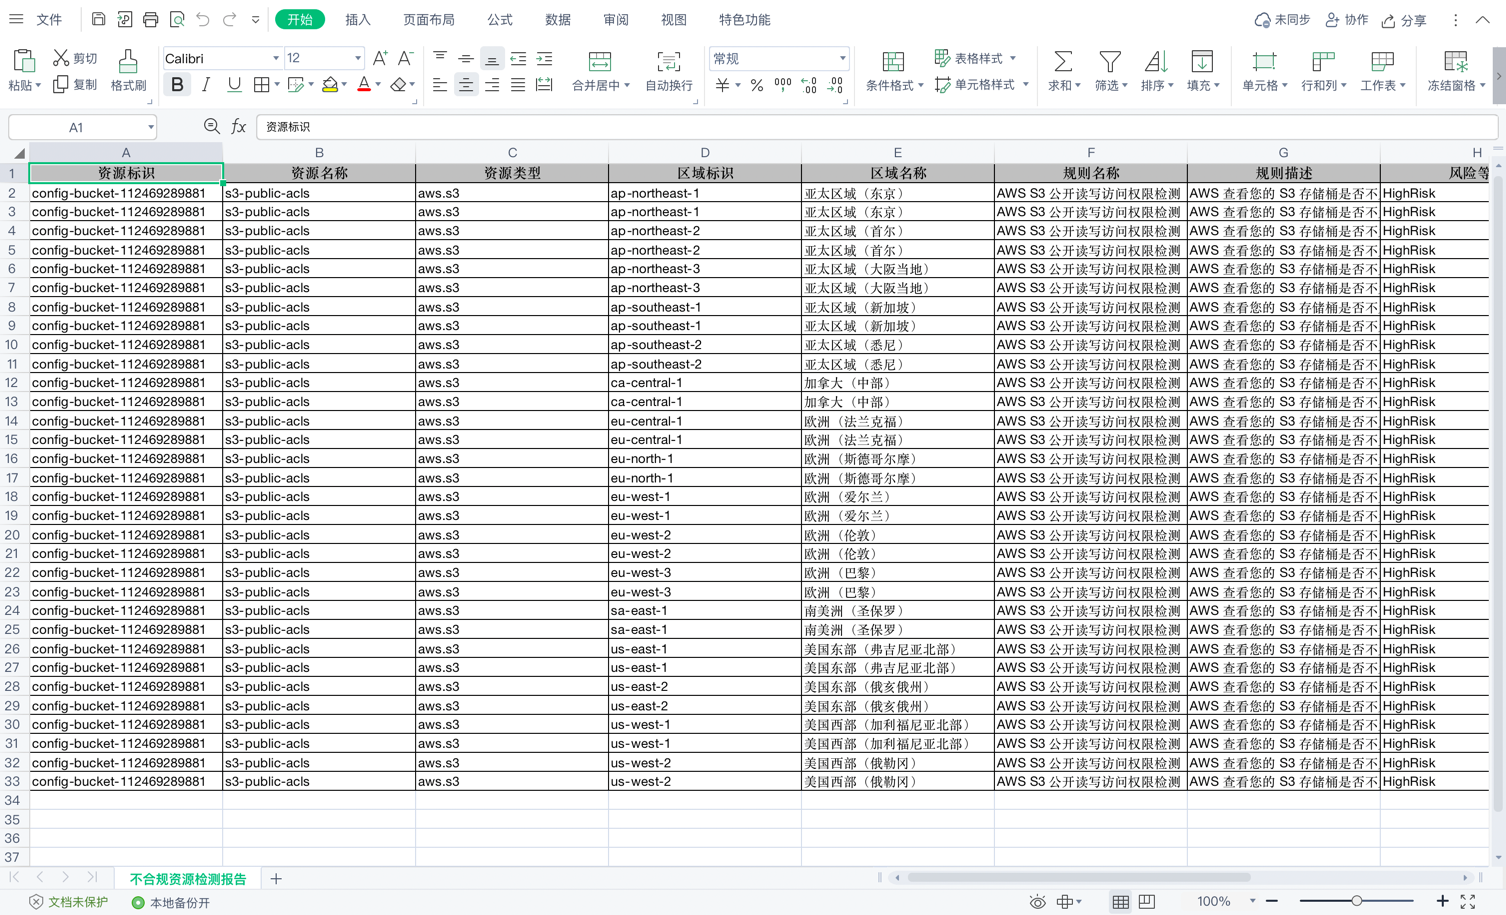 文件 开始 插入 页面布局 公式 数据 审阅 视图 特色功能 未同步 协作 分享
粘贴 剪切 复制 格式刷 Calibri 12 合并居中 自动换行 常规 条件格式 表格样式 单元格样式 求和 筛选 排序 填充 单元格 行和列 工作表 冻结窗格
A1 fx 资源标识
A B C D E F G H
1 资源标识 资源名称 资源类型 区域标识 区域名称 规则名称 规则描述 风险等
2 config-bucket-112469289881 s3-public-acls aws.s3 ap-northeast-1 亚太区域（东京） AWS S3 公开读写访问权限检测 AWS 查看您的 S3 存储桶是否不 HighRisk
3 config-bucket-112469289881 s3-public-acls aws.s3 ap-northeast-1 亚太区域（东京） AWS S3 公开读写访问权限检测 AWS 查看您的 S3 存储桶是否不 HighRisk
4 config-bucket-112469289881 s3-public-acls aws.s3 ap-northeast-2 亚太区域（首尔） AWS S3 公开读写访问权限检测 AWS 查看您的 S3 存储桶是否不 HighRisk
5 config-bucket-112469289881 s3-public-acls aws.s3 ap-northeast-2 亚太区域（首尔） AWS S3 公开读写访问权限检测 AWS 查看您的 S3 存储桶是否不 HighRisk
6 config-bucket-112469289881 s3-public-acls aws.s3 ap-northeast-3 亚太区域（大阪当地） AWS S3 公开读写访问权限检测 AWS 查看您的 S3 存储桶是否不 HighRisk
7 config-bucket-112469289881 s3-public-acls aws.s3 ap-northeast-3 亚太区域（大阪当地） AWS S3 公开读写访问权限检测 AWS 查看您的 S3 存储桶是否不 HighRisk
8 config-bucket-112469289881 s3-public-acls aws.s3 ap-southeast-1 亚太区域（新加坡） AWS S3 公开读写访问权限检测 AWS 查看您的 S3 存储桶是否不 HighRisk
9 config-bucket-112469289881 s3-public-acls aws.s3 ap-southeast-1 亚太区域（新加坡） AWS S3 公开读写访问权限检测 AWS 查看您的 S3 存储桶是否不 HighRisk
10 config-bucket-112469289881 s3-public-acls aws.s3 ap-southeast-2 亚太区域（悉尼） AWS S3 公开读写访问权限检测 AWS 查看您的 S3 存储桶是否不 HighRisk
11 config-bucket-112469289881 s3-public-acls aws.s3 ap-southeast-2 亚太区域（悉尼） AWS S3 公开读写访问权限检测 AWS 查看您的 S3 存储桶是否不 HighRisk
12 config-bucket-112469289881 s3-public-acls aws.s3 ca-central-1 加拿大（中部） AWS S3 公开读写访问权限检测 AWS 查看您的 S3 存储桶是否不 HighRisk
13 config-bucket-112469289881 s3-public-acls aws.s3 ca-central-1 加拿大（中部） AWS S3 公开读写访问权限检测 AWS 查看您的 S3 存储桶是否不 HighRisk
14 config-bucket-112469289881 s3-public-acls aws.s3 eu-central-1 欧洲（法兰克福） AWS S3 公开读写访问权限检测 AWS 查看您的 S3 存储桶是否不 HighRisk
15 config-bucket-112469289881 s3-public-acls aws.s3 eu-central-1 欧洲（法兰克福） AWS S3 公开读写访问权限检测 AWS 查看您的 S3 存储桶是否不 HighRisk
16 config-bucket-112469289881 s3-public-acls aws.s3 eu-north-1 欧洲（斯德哥尔摩） AWS S3 公开读写访问权限检测 AWS 查看您的 S3 存储桶是否不 HighRisk
17 config-bucket-112469289881 s3-public-acls aws.s3 eu-north-1 欧洲（斯德哥尔摩） AWS S3 公开读写访问权限检测 AWS 查看您的 S3 存储桶是否不 HighRisk
18 config-bucket-112469289881 s3-public-acls aws.s3 eu-west-1 欧洲（爱尔兰） AWS S3 公开读写访问权限检测 AWS 查看您的 S3 存储桶是否不 HighRisk
19 config-bucket-112469289881 s3-public-acls aws.s3 eu-west-1 欧洲（爱尔兰） AWS S3 公开读写访问权限检测 AWS 查看您的 S3 存储桶是否不 HighRisk
20 config-bucket-112469289881 s3-public-acls aws.s3 eu-west-2 欧洲（伦敦） AWS S3 公开读写访问权限检测 AWS 查看您的 S3 存储桶是否不 HighRisk
21 config-bucket-112469289881 s3-public-acls aws.s3 eu-west-2 欧洲（伦敦） AWS S3 公开读写访问权限检测 AWS 查看您的 S3 存储桶是否不 HighRisk
22 config-bucket-112469289881 s3-public-acls aws.s3 eu-west-3 欧洲（巴黎） AWS S3 公开读写访问权限检测 AWS 查看您的 S3 存储桶是否不 HighRisk
23 config-bucket-112469289881 s3-public-acls aws.s3 eu-west-3 欧洲（巴黎） AWS S3 公开读写访问权限检测 AWS 查看您的 S3 存储桶是否不 HighRisk
24 config-bucket-112469289881 s3-public-acls aws.s3 sa-east-1 南美洲（圣保罗） AWS S3 公开读写访问权限检测 AWS 查看您的 S3 存储桶是否不 HighRisk
25 config-bucket-112469289881 s3-public-acls aws.s3 sa-east-1 南美洲（圣保罗） AWS S3 公开读写访问权限检测 AWS 查看您的 S3 存储桶是否不 HighRisk
26 config-bucket-112469289881 s3-public-acls aws.s3 us-east-1 美国东部（弗吉尼亚北部） AWS S3 公开读写访问权限检测 AWS 查看您的 S3 存储桶是否不 HighRisk
27 config-bucket-112469289881 s3-public-acls aws.s3 us-east-1 美国东部（弗吉尼亚北部） AWS S3 公开读写访问权限检测 AWS 查看您的 S3 存储桶是否不 HighRisk
28 config-bucket-112469289881 s3-public-acls aws.s3 us-east-2 美国东部（俄亥俄州） AWS S3 公开读写访问权限检测 AWS 查看您的 S3 存储桶是否不 HighRisk
29 config-bucket-112469289881 s3-public-acls aws.s3 us-east-2 美国东部（俄亥俄州） AWS S3 公开读写访问权限检测 AWS 查看您的 S3 存储桶是否不 HighRisk
30 config-bucket-112469289881 s3-public-acls aws.s3 us-west-1 美国西部（加利福尼亚北部） AWS S3 公开读写访问权限检测 AWS 查看您的 S3 存储桶是否不 HighRisk
31 config-bucket-112469289881 s3-public-acls aws.s3 us-west-1 美国西部（加利福尼亚北部） AWS S3 公开读写访问权限检测 AWS 查看您的 S3 存储桶是否不 HighRisk
32 config-bucket-112469289881 s3-public-acls aws.s3 us-west-2 美国西部（俄勒冈） AWS S3 公开读写访问权限检测 AWS 查看您的 S3 存储桶是否不 HighRisk
33 config-bucket-112469289881 s3-public-acls aws.s3 us-west-2 美国西部（俄勒冈） AWS S3 公开读写访问权限检测 AWS 查看您的 S3 存储桶是否不 HighRisk
34
35
36
37
不合规资源检测报告
文档未保护 本地备份开 100%